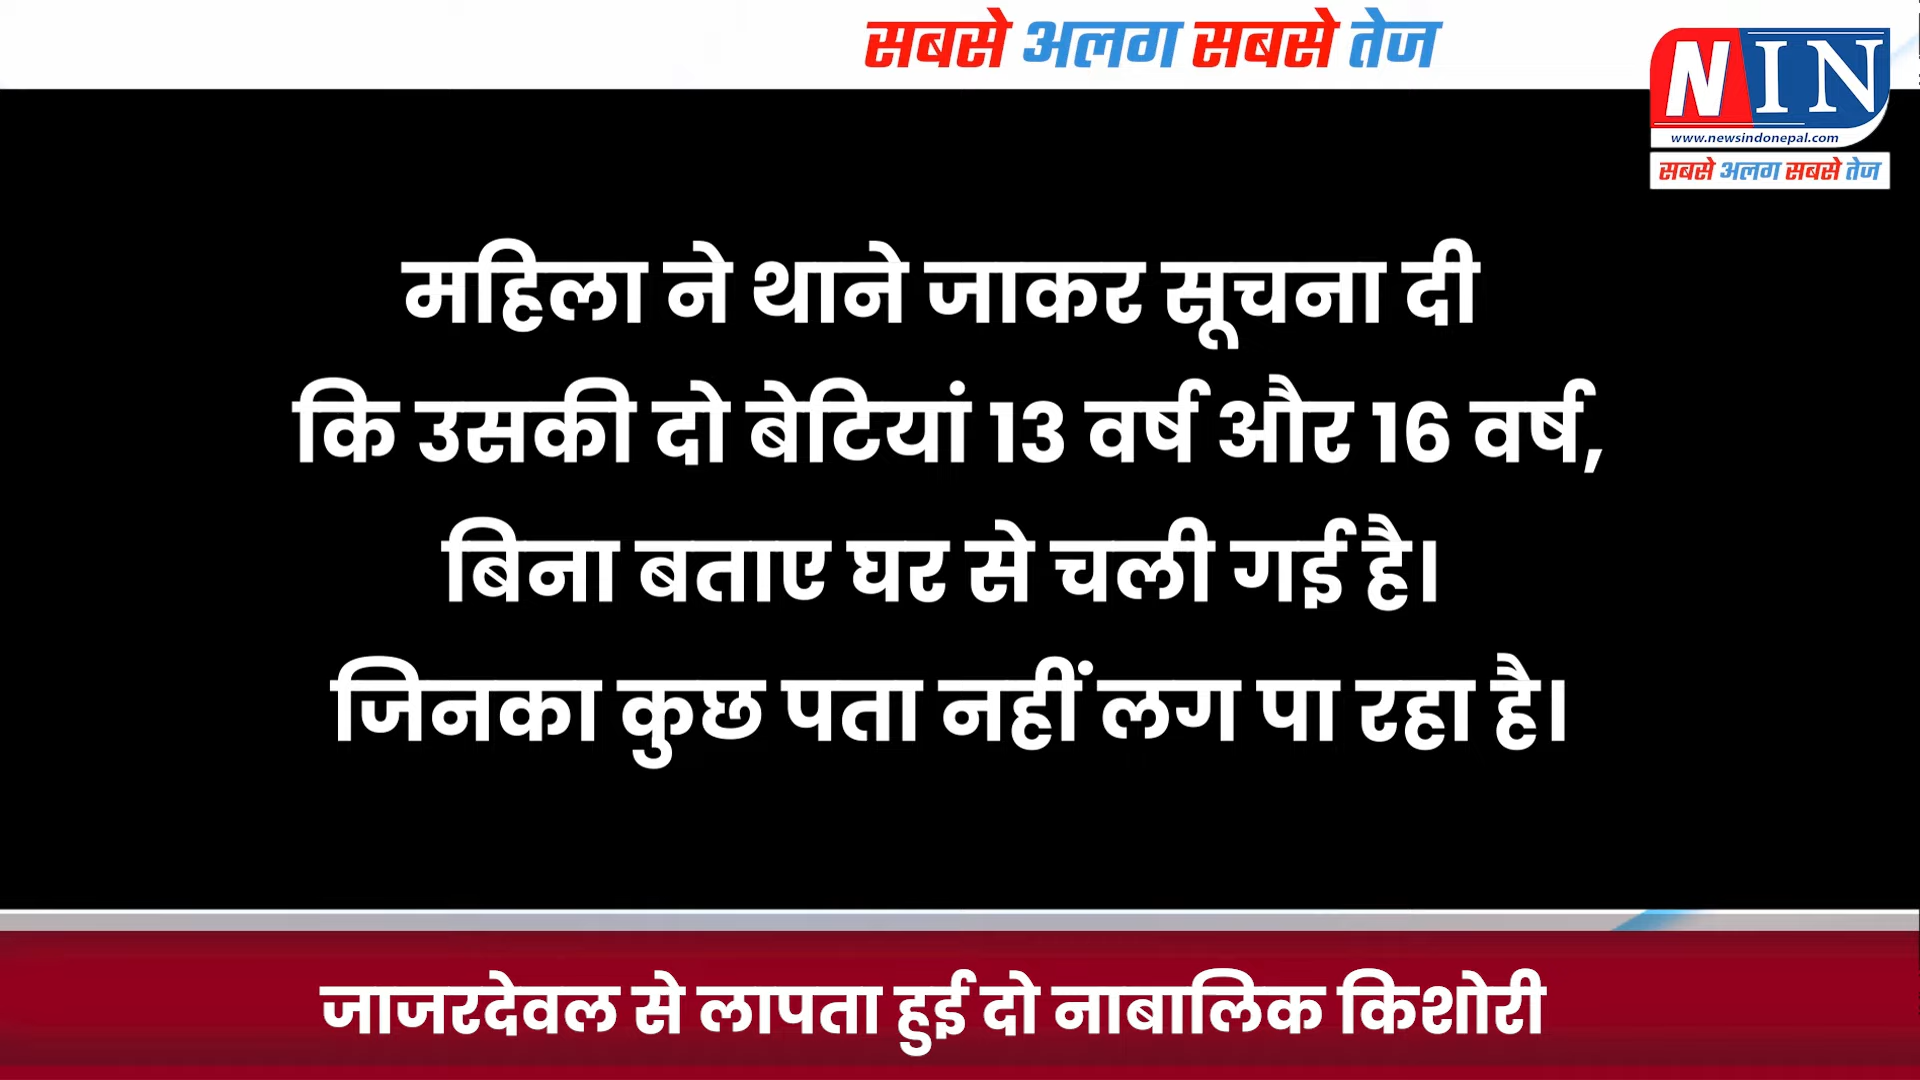 सबसे अलग सबसे तेज
NIN
www.newsindonepal.com
सबसे अलग सबसे तेज
महिला ने थाने जाकर सूचना दी
कि उसकी दो बेटियां 13 वर्ष और 16 वर्ष,
बिना बताए घर से चली गई है।
जिनका कुछ पता नहीं लग पा रहा है।
जाजरदेवल से लापता हुई दो नाबालिक किशोरी